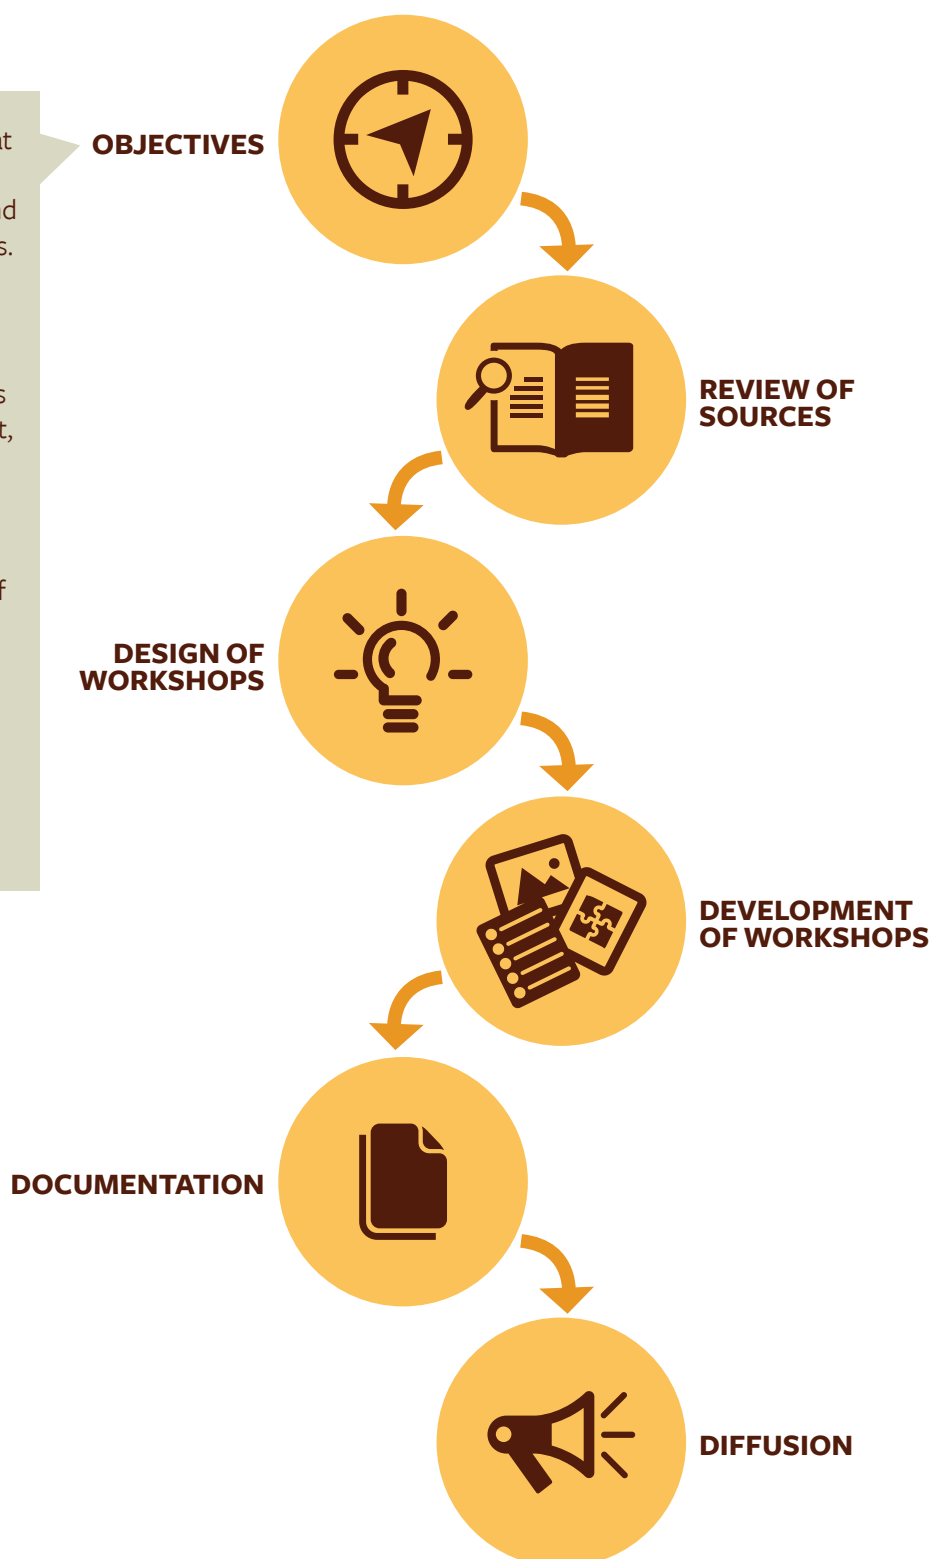 OBJECTIVES
s.
REVIEW OF
SOURCES
DESIGN OF
WORKSHOPS
DEVELOPMENT
OF WORKSHOPS
DOCUMENTATION
DIFFUSION